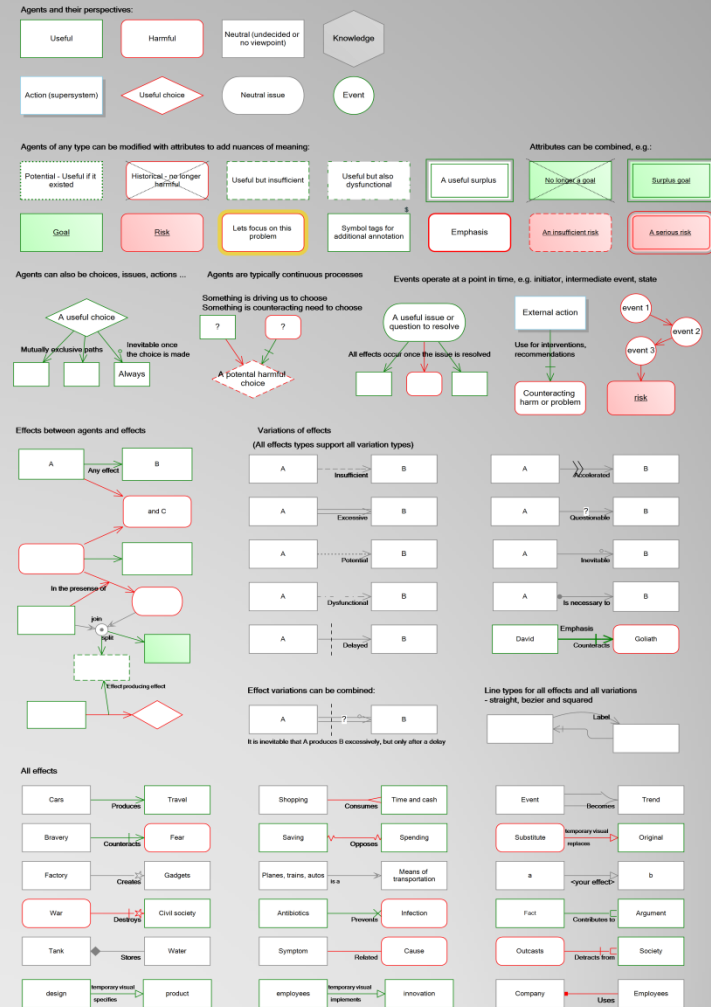 Agents and their perspectives:
Useful
Harmful
Neutral (undecided or
no viewpoint)
Knowledge
Action (supersystem)
Useful choice
Neutral issue
Event
Agents of any type can be modified with attributes to add nuances of meaning:
Attributes can be combined, e.g.:
Potential - Useful if it
existed
Historical - no longer
harmful
Useful but insufficient
Useful but also
dysfunctional
A useful surplus
No longer a goal
Surplus goal
Goal
Risk
Lets focus on this
problem
$
Symbol tags for
additional annotation
Emphasis
An insufficient risk
A serious risk
Agents can also be choices, issues, actions ...
Agents are typically continuous processes
Events operate at a point in time, e.g. initiator, intermediate event, state
A useful choice
Mutually exclusive paths
Inevitable once
the choice is made
Always
Something is driving us to choose
Something is counteracting need to choose
?
?
A potental harmful
choice
A useful issue or
question to resolve
All effects occur once the issue is resolved
External action
Use for interventions,
recommendations
Counteracting
harm or problem
event 1
event 2
event 3
risk
Effects between agents and effects
A
Any effect
B
and C
In the presence of
join
split
Effect producing effect
Variations of effects
(All effects types support all variation types)
A
Insufficient
B
A
Accelerated
B
A
Excessive
B
A
?
Questionable
B
A
Potential
B
A
Inevitable
B
A
Dysfunctional
B
A
Is necessary to
B
A
Delayed
B
David
Emphasis
Counteracts
Goliath
Effect variations can be combined:
A
?
B
It is inevitable that A produces B excessively, but only after a delay
Line types for all effects and all variations
- straight, bezier and squared
Label
All effects
Cars
Produces
Travel
Shopping
Consumes
Time and cash
Event
Becomes
Trend
Bravery
Counteracts
Fear
Saving
Opposes
Spending
Substitute
temporary visual
replaces
Original
Factory
Creates
Gadgets
Planes, trains, autos
is a
Means of
transportation
a
<your effect>
b
War
Destroys
Civil society
Antibiotics
Prevents
Infection
Fact
Contributes to
Argument
Tank
Stores
Water
Symptom
Related
Cause
Outcasts
Detracts from
Society
design
temporary visual
specifies
product
employees
temporary visual
implements
innovation
Company
Uses
Employees